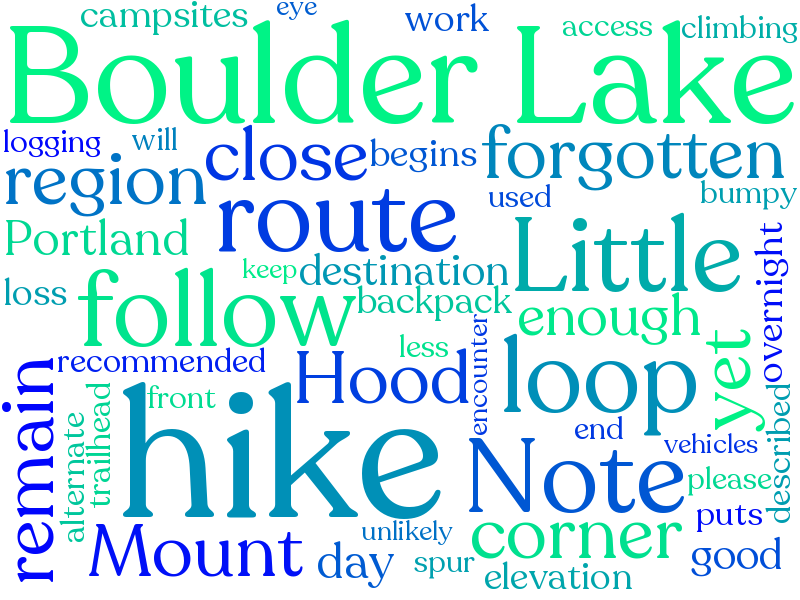 campsites eye work access climbing
Boulder Lake
logging will close begins forgotten
region route used bumpy
Portland Little
loss follow keep destination backpack enough overnight
recommended less Hood encounter loop yet
remain front
alternate trailhead hike end vehicles described
Note please
puts
Mount unlikely corner good
day spur elevation